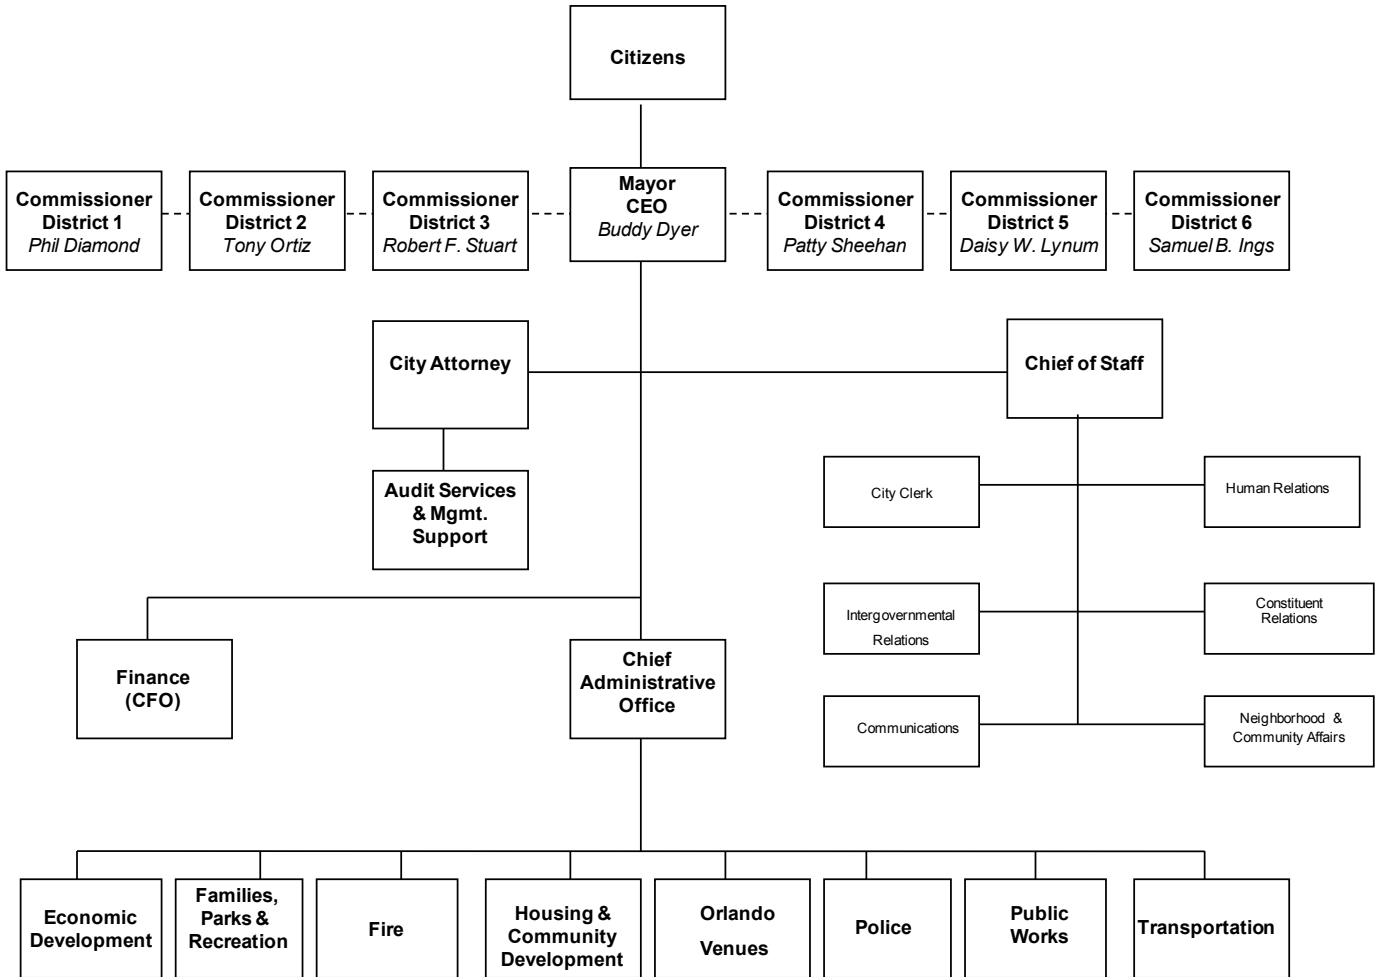 Citizens
Commissioner
District 1
Phil Diamond
Commissioner
District 2
Tony Ortiz
Commissioner
District 3
Robert F. Stuart
Mayor
CEO
Buddy Dyer
Commissioner
District 4
Patty Sheehan
Commissioner
District 5
Daisy W. Lynum
Commissioner
District 6
Samuel B. Ings
City Attorney
Chief of Staff
Audit Services
& Mgmt.
Support
City Clerk
Human Relations
Intergovernmental
Relations
Constituent
Relations
Finance
(CFO)
Chief
Administrative
Office
Communications
Neighborhood &
Community Affairs
Economic
Development
Families,
Parks &
Recreation
Fire
Housing &
Community
Development
Orlando
Venues
Police
Public
Works
Transportation